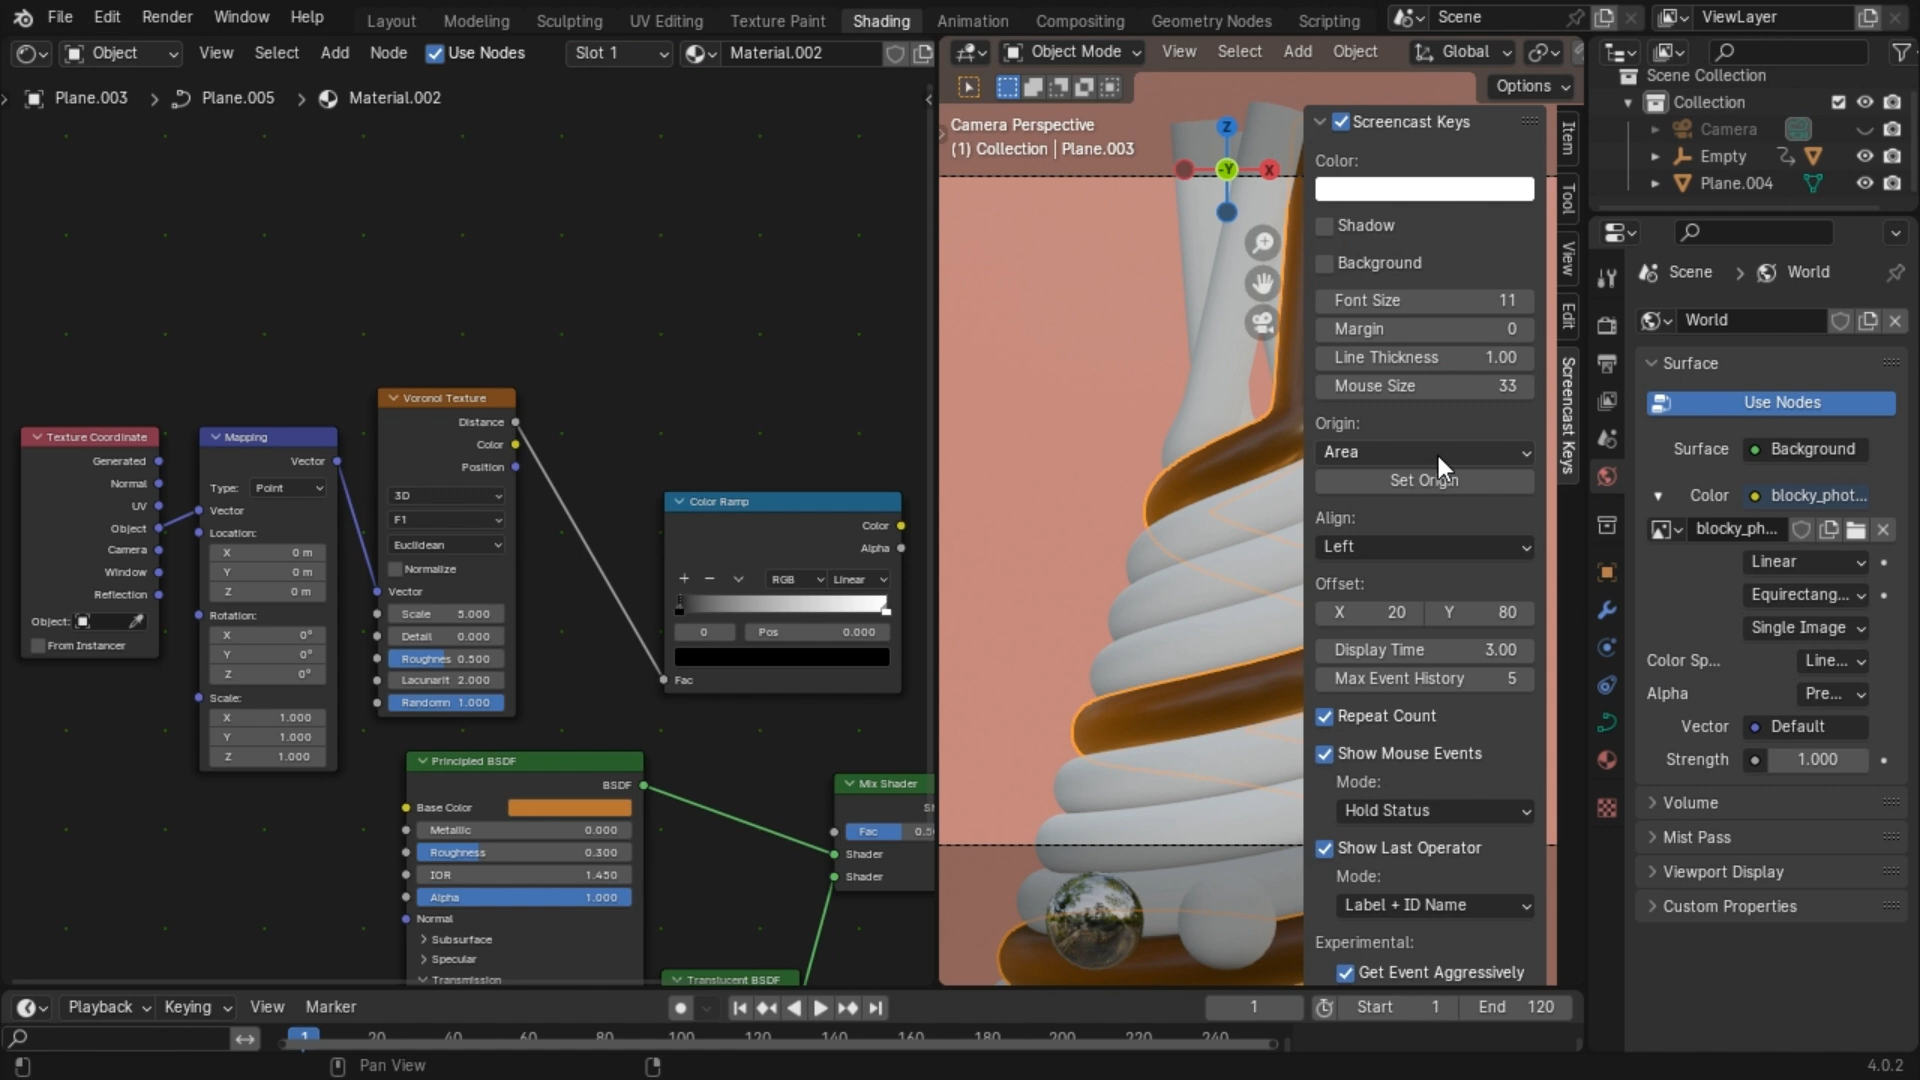 File Edit Render Window Help Layout Modeling Sculpting UV Editing Texture Paint Shading Animation Compositing Geometry Nodes Scripting Scene ViewLayer
Object View Select Add Node Use Nodes Slot 1 Material.002
Object Mode View Select Add Object Global
Options
Plane.003 > Plane.005 > Material.002
Camera Perspective
(1) Collection | Plane.003
Z
-Y
X
Texture Coordinate
Generated
Normal
UV
Object
Camera
Window
Reflection
Object:
From Instancer
Mapping
Vector
Type: Point
Vector
Location:
X 0 m
Y 0 m
Z 0 m
Rotation:
X 0°
Y 0°
Z 0°
Scale:
X 1.000
Y 1.000
Z 1.000
Voronoi Texture
Distance
Color
Position
3D
F1
Euclidean
Normalize
Vector
Scale 5.000
Detail 0.000
Roughnes 0.500
Lacunarit 2.000
Randomn 1.000
Color Ramp
Color
Alpha
RGB Linear
0 Pos 0.000
Fac
Principled BSDF
BSDF
Base Color
Metallic 0.000
Roughness 0.300
IOR 1.450
Alpha 1.000
Normal
Subsurface
Specular
Transmission
Mix Shader
Fac
Shader
Shader
Translucent BSDF
Screencast Keys
Color:
Shadow
Background
Font Size 11
Margin 0
Line Thickness 1.00
Mouse Size 33
Origin:
Area
Set Origin
Align:
Left
Offset:
X 20 Y 80
Display Time 3.00
Max Event History 5
Repeat Count
Show Mouse Events
Mode:
Hold Status
Show Last Operator
Mode:
Label + ID Name
Experimental:
Get Event Aggressively
Item
Tool
View
Edit
Screencast Keys
Scene Collection
Collection
Camera
Empty
Plane.004
Scene > World
World
Surface
Use Nodes
Surface Background
Color blocky_phot...
blocky_ph...
Linear
Equirectang...
Single Image
Color Sp... Line...
Alpha Pre...
Vector Default
Strength 1.000
Volume
Mist Pass
Viewport Display
Custom Properties
Playback Keying View Marker 1 Start 1 End 120
1 20 40 60 80 100 120 140 160 180 200 220 240
Pan View 4.0.2